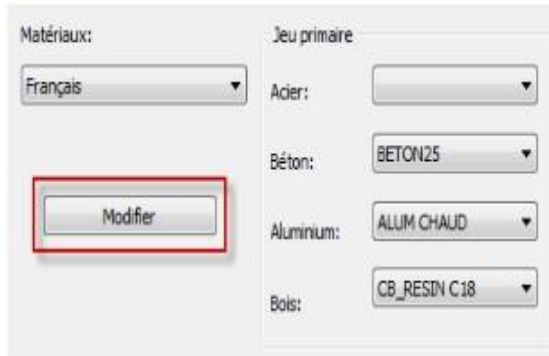 Matériaux:
Français
Modifier
Jeu primaire
Acier:
Béton: BETON25
Aluminium: ALUM CHAUD
Bois: CB_RESIN C18